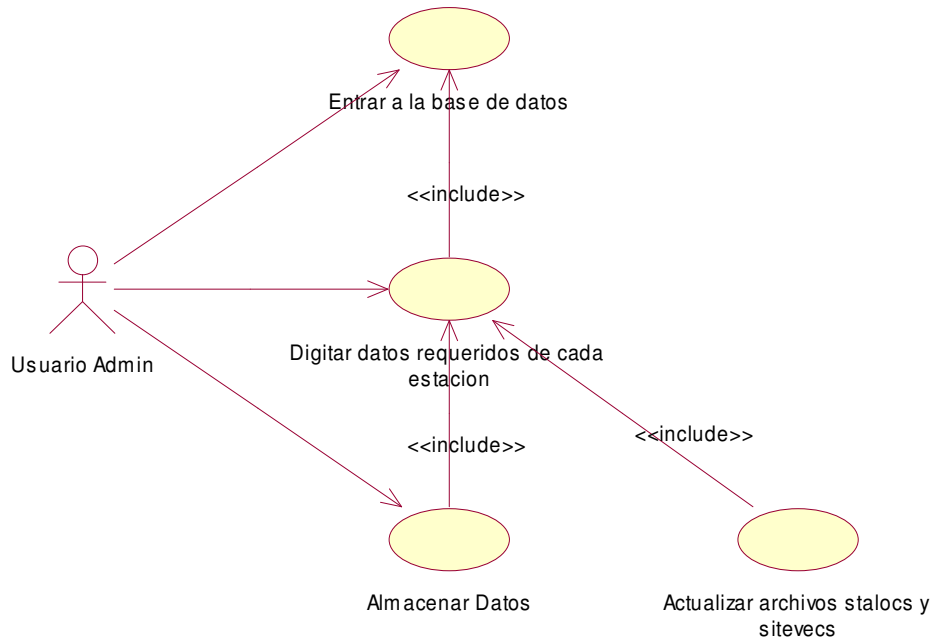 Entrar a la base de datos
<<include>>
Usuario Admin
Digitar datos requeridos de cada
estacion
<<include>>
<<include>>
Almacenar Datos
Actualizar archivos stalocs y
sitevecs